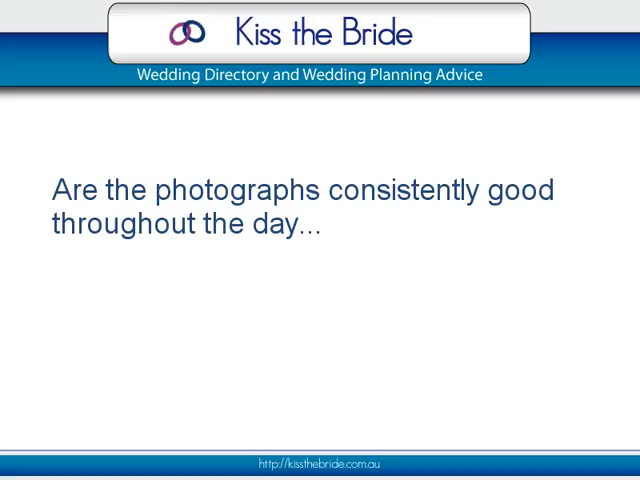 Kiss the Bride
Wedding Directory and Wedding Planning Advice
Are the photographs consistently good
throughout the day...
http://kissthebride.com.au